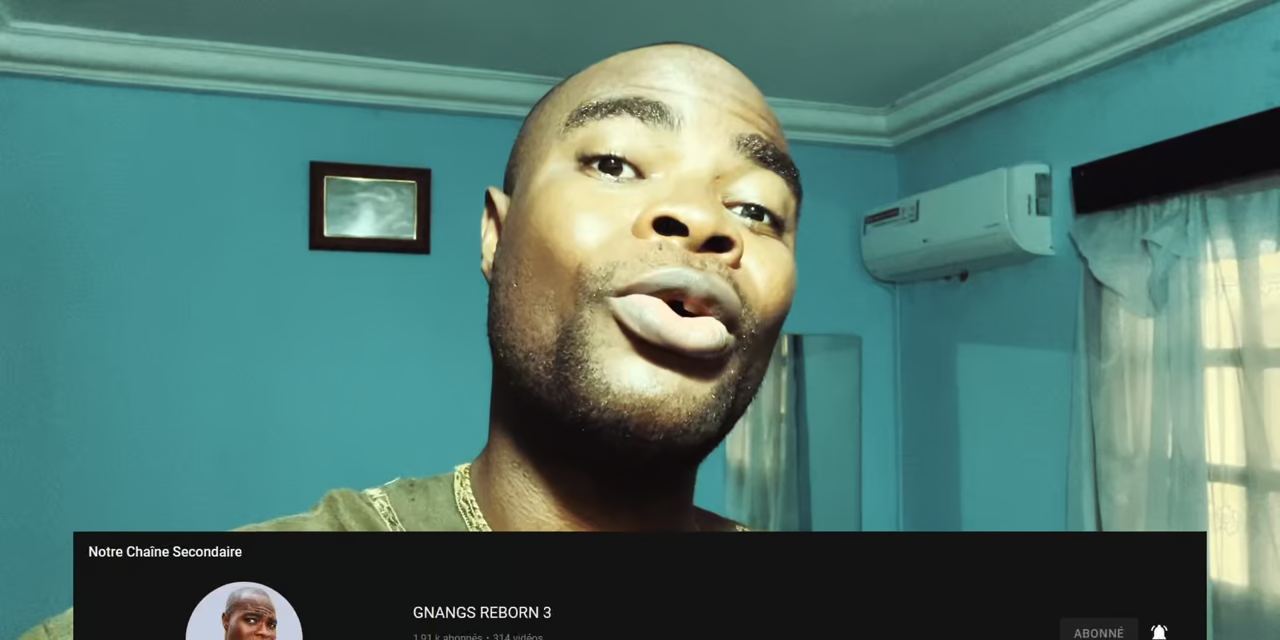 Notre Chaîne Secondaire
GNANGS REBORN 3
1,91 k abonnés • 314 vidéos
ABONNÉ